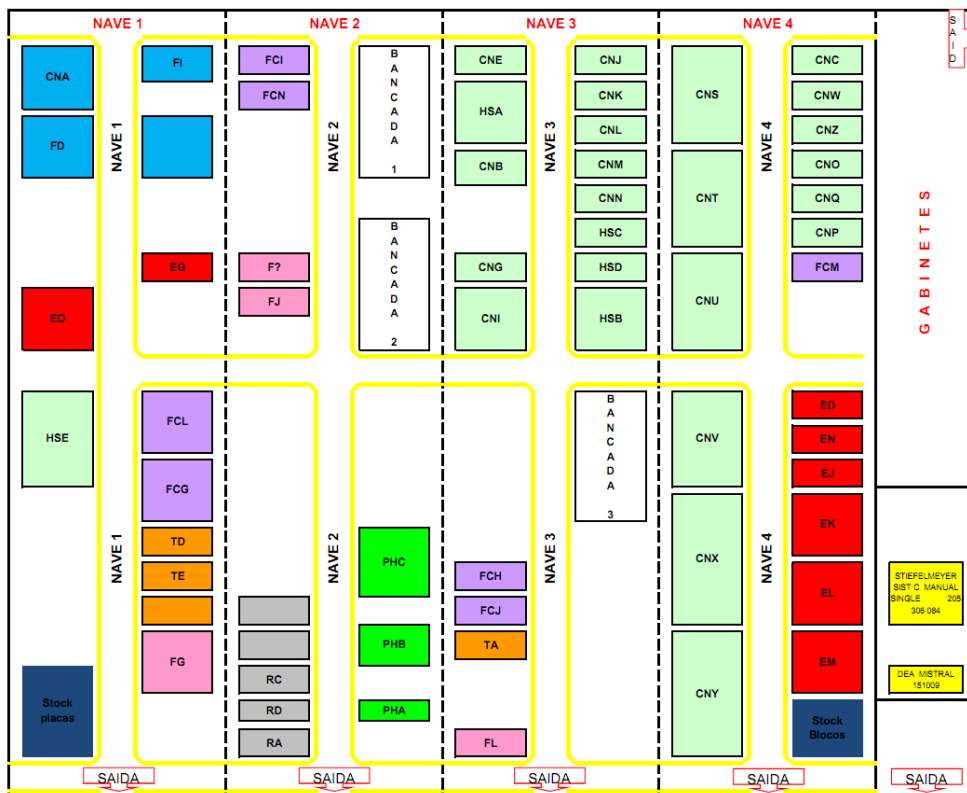 NAVE 1
NAVE 2
NAVE 3
NAVE 4
S
A
I
D
CNA
FD
EO
NAVE 1
FI
EG
FCI
FCN
F?
FJ
NAVE 2
B
A
N
C
A
D
A
1
B
A
N
C
A
D
A
2
CNE
HSA
CNB
CNG
CNI
NAVE 3
CNJ
CNK
CNL
CNM
CNN
HSC
HSD
HSB
CNS
CNT
CNU
NAVE 4
CNC
CNW
CNZ
CNO
CNQ
CNP
FCM
GABINETES
HSE
Stock
placas
NAVE 1
FCL
FCG
TD
TE
FG
RC
RD
RA
NAVE 2
PHC
PHB
PHA
FCH
FCJ
TA
FL
NAVE 3
B
A
N
C
A
D
A
3
CNV
CNX
CNY
NAVE 4
ED
EN
EJ
EK
EL
EM
Stock
Blocos
STIEFELMEYER
SIST C MANUAL
SINGLE 205
306 084
DEA MISTRAL
151009
SAIDA
SAIDA
SAIDA
SAIDA
SAIDA